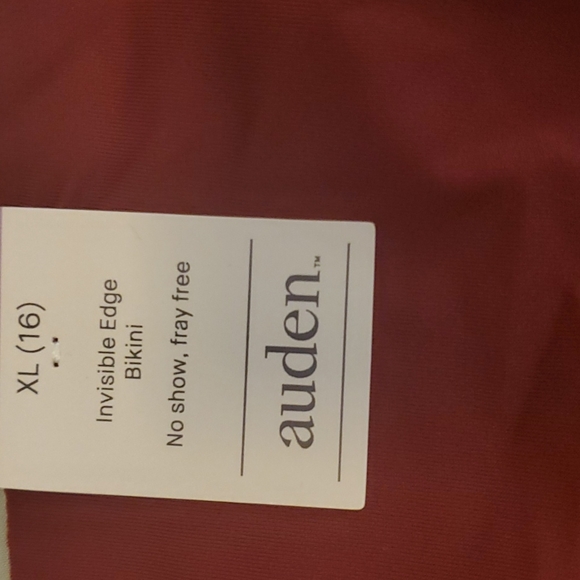 XL (16)
Invisible Edge
Bikini
No show, fray free
auden™